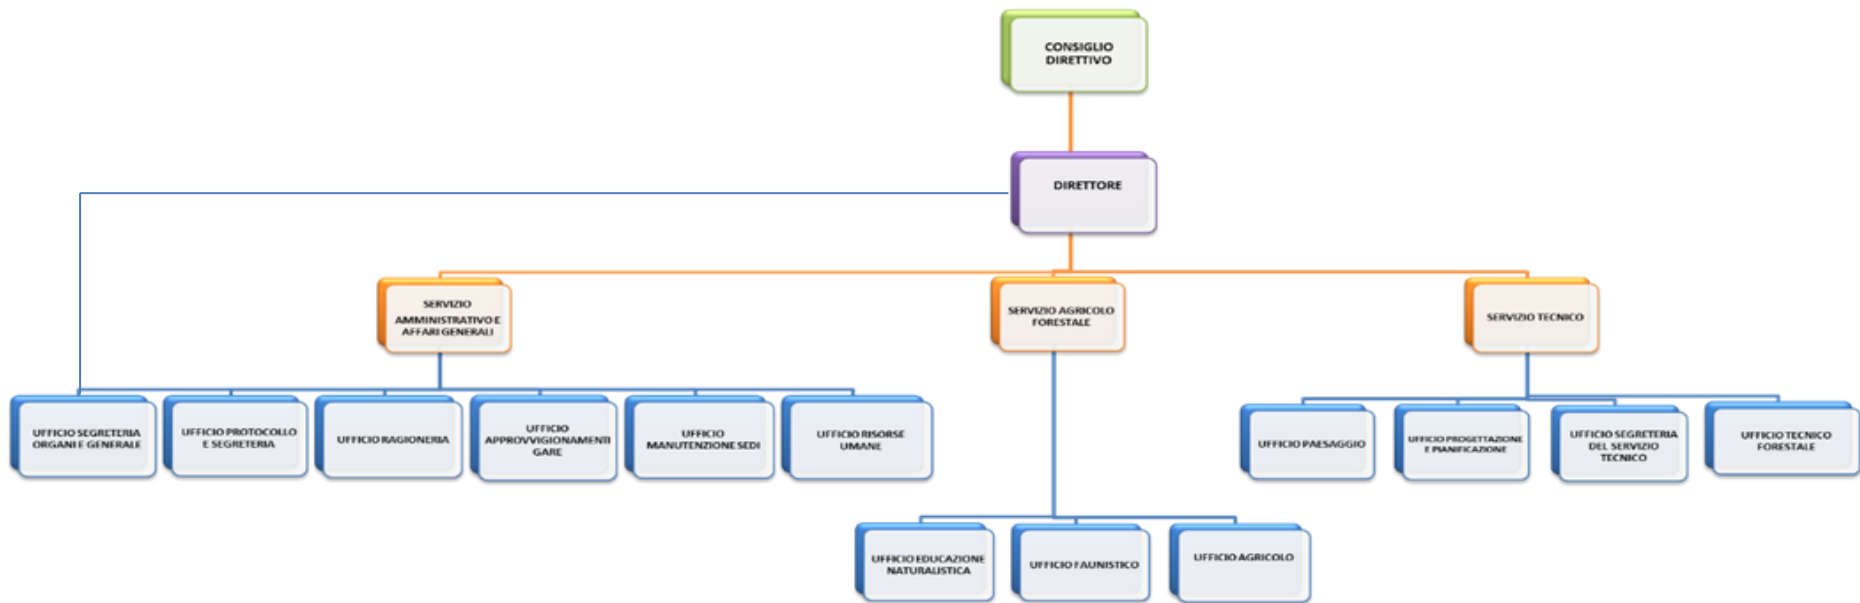 CONSIGLIO
DIRETTIVO
DIRETTORE
SERVIZIO
AMMINISTRATIVO E
AFFARI GENERALI
SERVIZIO AGRICOLO
FORESTALE
SERVIZIO TECNICO
UFFICIO SEGRETERIA
ORGANI E GENERALE
UFFICIO PROTOCOLLO
E SEGRETERIA
UFFICIO RAGIONERIA
UFFICIO
APPROVVIGIONAMENTI
GARE
UFFICIO
MANUTENZIONE SEDI
UFFICIO RISORSE
UMANE
UFFICIO PAESAGGIO
UFFICIO PROGETTAZIONE
E PIANIFICAZIONE
UFFICIO SEGRETERIA
DEL SERVIZIO
TECNICO
UFFICIO TECNICO
FORESTALE
UFFICIO EDUCAZIONE
NATURALISTICA
UFFICIO FAUNISTICO
UFFICIO AGRICOLO